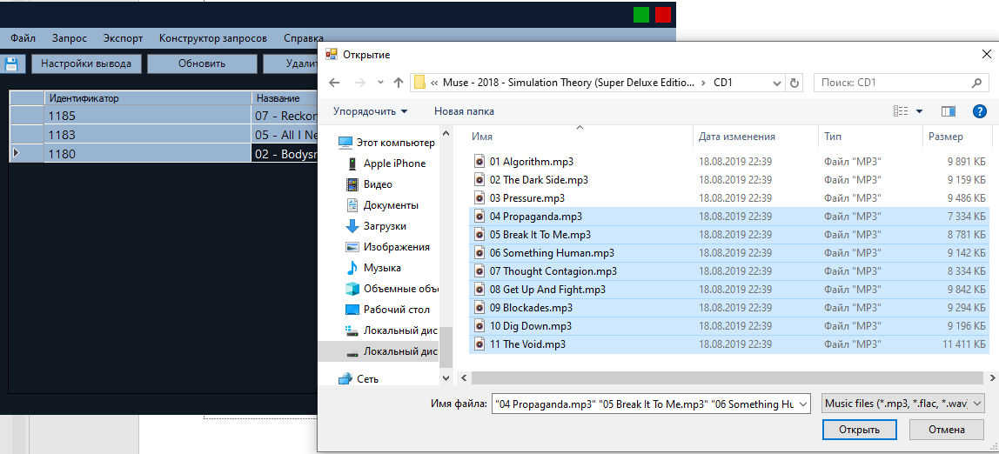 Файл Запрос Экспорт Конструктор запросов Справка
Настройки вывода Обновить
Идентификатор Название
1185 07 -
1183 05 - All I
1180 02 -
Открытие
« Muse - 2018 - Simulation Theory (Super Deluxe Editio... > CD1
Поиск: CD1
Упорядочить Новая папка
Этот компьютер
Apple iPhone
Видео
Документы
Загрузки
Изображения
Музыка
Объемные
Рабочий стол
Локальный
Локальный
Сеть
Имя Дата изменения Тип Размер
01 Algorithm.mp3 18.08.2019 22:39 Файл "MP3" 9 891 КБ
02 The Dark Side.mp3 18.08.2019 22:39 Файл "MP3" 9 159 КБ
03 Pressure.mp3 18.08.2019 22:39 Файл "MP3" 9 486 КБ
04 Propaganda.mp3 18.08.2019 22:39 Файл "MP3" 7 334 КБ
05 Break It To Me.mp3 18.08.2019 22:39 Файл "MP3" 8 781 КБ
06 Something Human.mp3 18.08.2019 22:39 Файл "MP3" 9 142 КБ
07 Thought Contagion.mp3 18.08.2019 22:39 Файл "MP3" 8 334 КБ
08 Get Up And Fight.mp3 18.08.2019 22:39 Файл "MP3" 9 842 КБ
09 Blockades.mp3 18.08.2019 22:39 Файл "MP3" 9 294 КБ
10 Dig Down.mp3 18.08.2019 22:39 Файл "MP3" 9 196 КБ
11 The Void.mp3 18.08.2019 22:39 Файл "MP3" 11 411 КБ
Имя файла: "04 Propaganda.mp3" "05 Break It To Me.mp3" "06 Something Music files (*.mp3, *.flac, *.wav)
Открыть Отмена